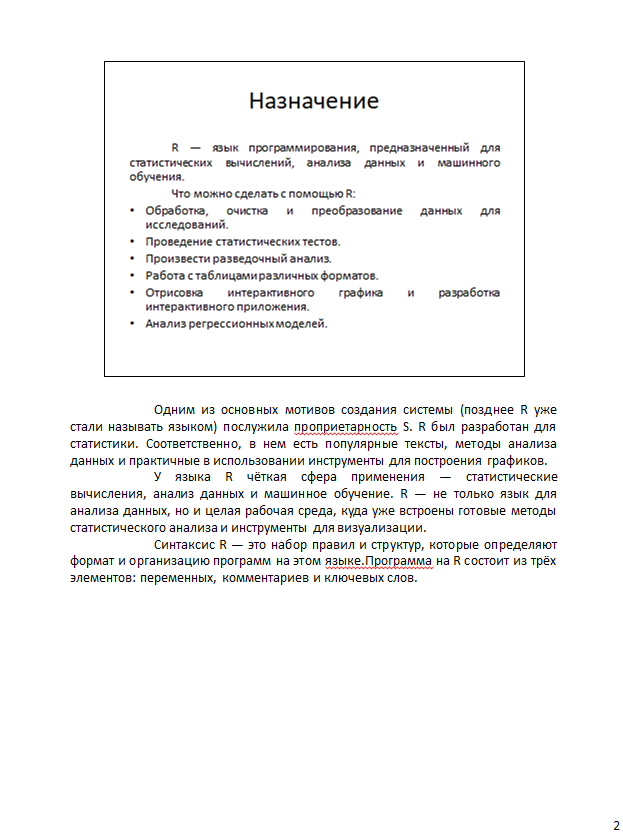 Назначение
R — язык программирования, предназначенный для
статистических вычислений, анализа данных и машинного
обучения.
Что можно сделать с помощью R:
• Обработка, очистка и преобразование данных для
исследований.
• Проведение статистических тестов.
• Произвести разведочный анализ.
• Работа с таблицами различных форматов.
• Отрисовка интерактивного графика и разработка
интерактивного приложения.
• Анализ регрессионных моделей.
Одним из основных мотивов создания системы (позднее R уже
стали называть языком) послужила проприетарность S. R был разработан для
статистики. Соответственно, в нем есть популярные тексты, методы анализа
данных и практичные в использовании инструменты для построения графиков.
У языка R чёткая сфера применения — статистические
вычисления, анализ данных и машинное обучение. R — не только язык для
анализа данных, но и целая рабочая среда, куда уже встроены готовые методы
статистического анализа и инструменты для визуализации.
Синтаксис R — это набор правил и структур, которые определяют
формат и организацию программ на этом языке.Программа на R состоит из трёх
элементов: переменных, комментариев и ключевых слов.
2